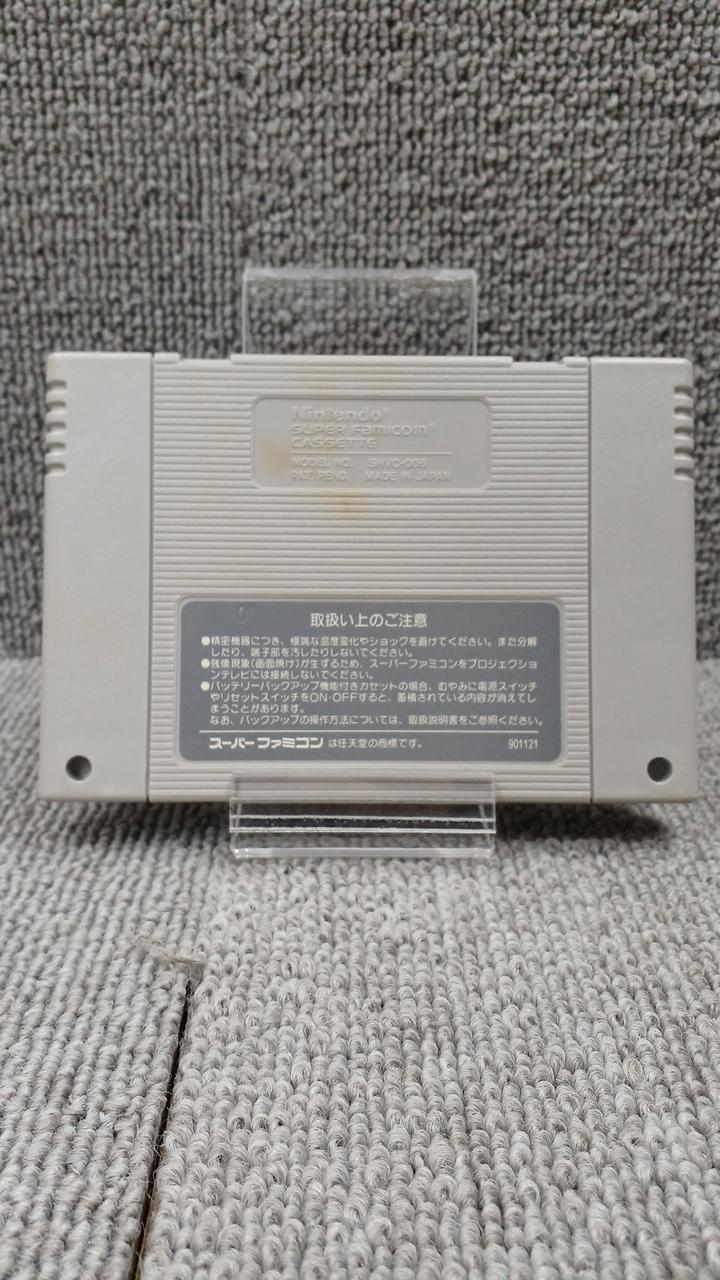 Nintendo®
SUPER FAMICOM®
CASSETTE
MODEL NO. SHVC-006
PAT. PEND. MADE IN JAPAN
取扱い上のご注意
●精密機器につき、極端な温度変化やショックを避けてください。また分解
したり、端子部を汚したりしないでください。
●残像現象(画面焼け)が生ずるため、スーパーファミコンをプロジェクショ
ンテレビには接続しないでください。
●バッテリーバックアップ機能付きカセットの場合、むやみに電源スイッチ
やリセットスイッチをON・OFFすると、蓄積されている内容が消えてし
まうことがあります。
なお、バックアップの操作方法については、取扱説明書をご参照ください。
スーパーファミコンは任天堂の商標です。 901121